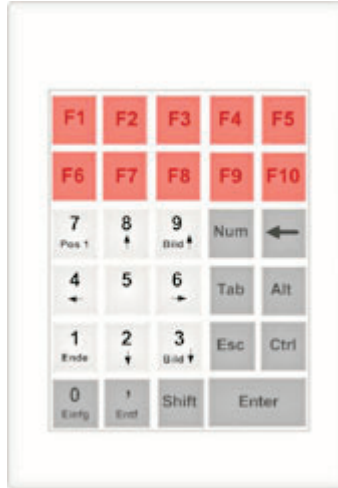 F1 F2 F3 F4 F5
F6 F7 F8 F9 F10
7 8 9 Num
Pos 1 Bild
4 5 6 Tab Alt
1 2 3 Esc Ctrl
Ende Bild
0 , Shift Enter
Einfg Entf